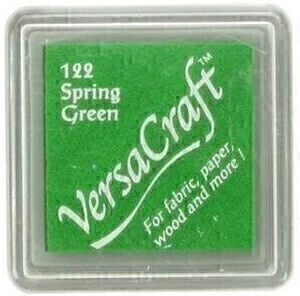 122
Spring
Green
VersaCraft™
For fabric, paper,
wood and more!